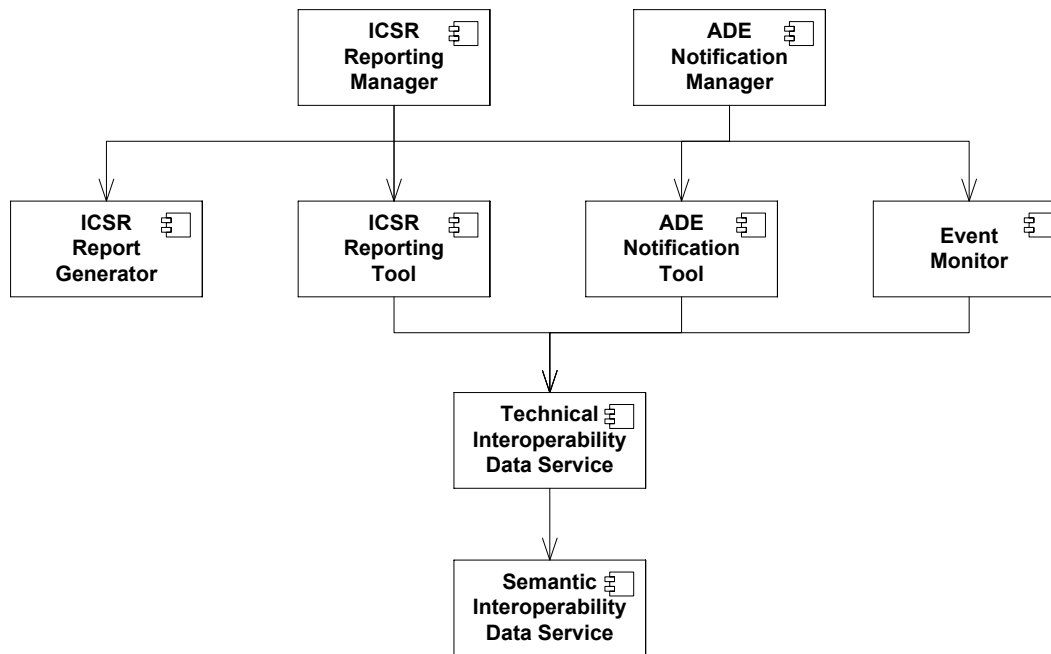 ICSR
Reporting
Manager
ADE
Notification
Manager
ICSR
Report
Generator
ICSR
Reporting
Tool
ADE
Notification
Tool
Event
Monitor
Technical
Interoperability
Data Service
Semantic
Interoperability
Data Service